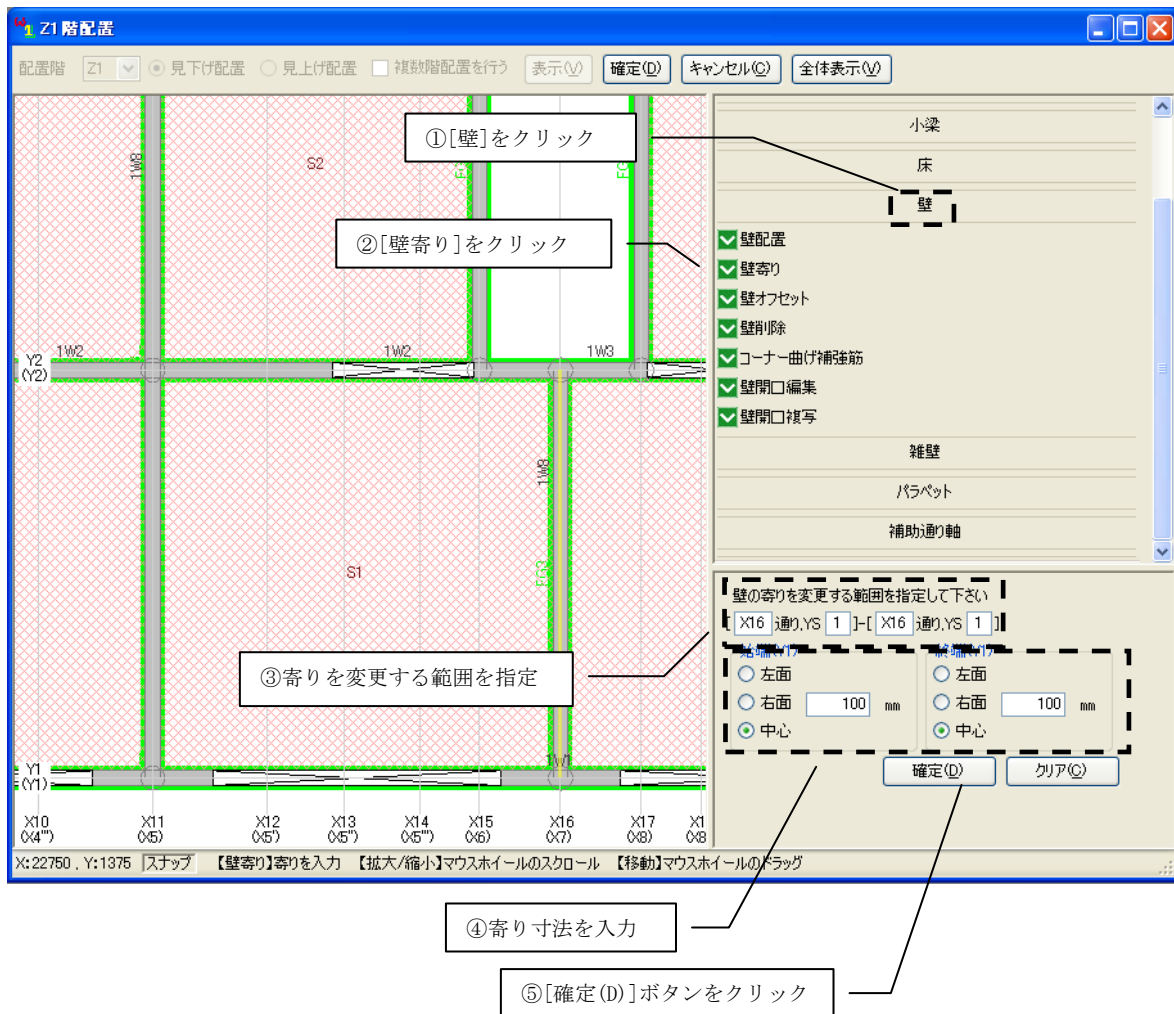 Z1 階配置
配置階 Z1 見下げ配置 見上げ配置 複数階配置を行う 表示(V) 確定(D) キャンセル(C) 全体表示(V)
①[壁]をクリック
②[壁寄り]をクリック
③寄りを変更する範囲を指定
1W8
S2
1W2
1W2
1W3
Y2
(Y2)
1W8
S1
FG3
1W1
Y1
(Y1)
X10 X11 X12 X13 X14 X15 X16 X17 X1
(X4''') (X5) (X5') (X5'') (X5''') (X6) (X7) (X8) (X8
小梁
床
壁
壁配置
壁寄り
壁オフセット
壁削除
コーナー曲げ補強筋
壁開口編集
壁開口複写
雑壁
パラペット
補助通り軸
壁の寄りを変更する範囲を指定して下さい
[ X16 通り,YS 1 ]-[ X16 通り,YS 1 ]
始端(Y1) 終端(Y1)
左面 左面
右面 100 mm 右面 100 mm
中心 中心
確定(D) クリア(C)
X:22750 , Y:1375 スナップ 【壁寄り】寄りを入力 【拡大/縮小】マウスホイールのスクロール 【移動】マウスホイールのドラッグ
④寄り寸法を入力
⑤[確定(D)]ボタンをクリック